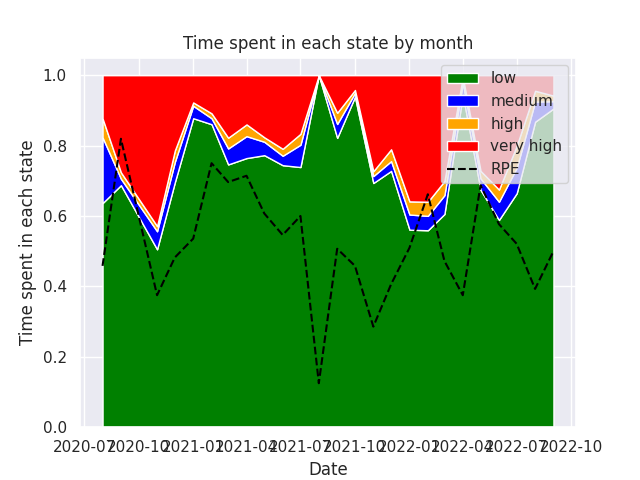 Time spent in each state by month
low
medium
high
very high
RPE
Time spent in each state
1.0
0.8
0.6
0.4
0.2
0.0
2020-07 2020-10 2021-01 2021-04 2021-07 2021-10 2022-01 2022-04 2022-07 2022-10
Date